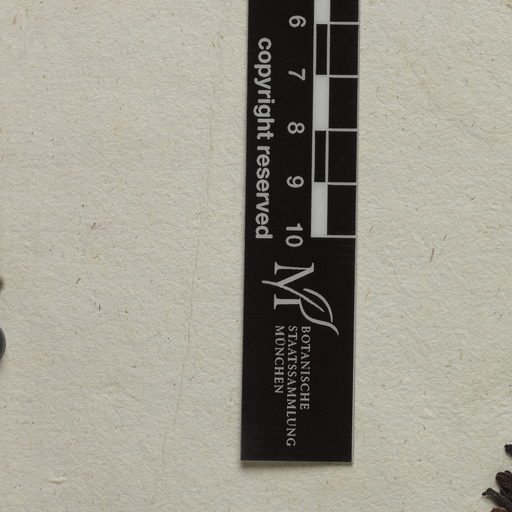 6
7
8
9
10
copyright reserved
M
BOTANISCHE
STAATSSAMMLUNG
MÜNCHEN